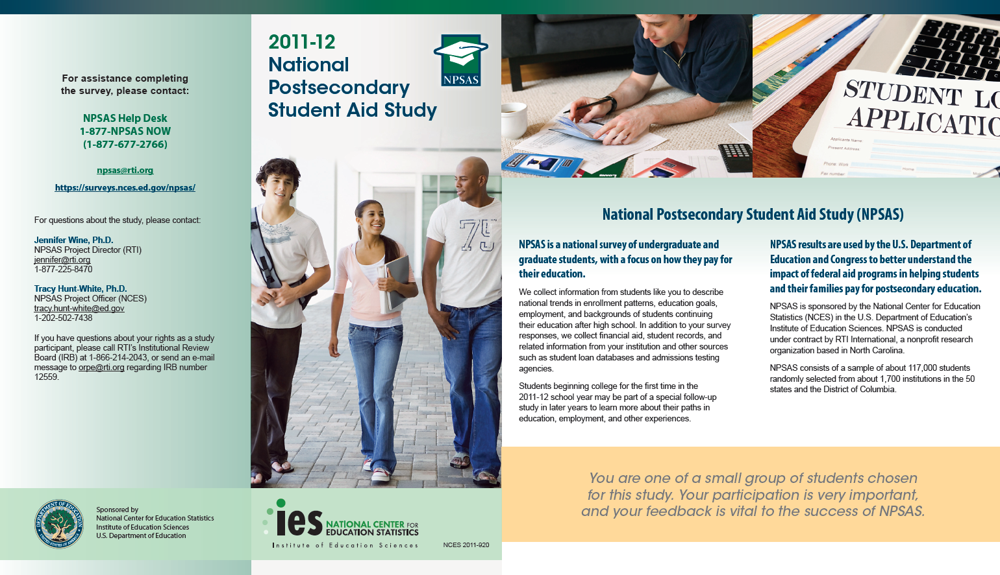 For assistance completing
the survey, please contact:
NPSAS Help Desk
1-877-NPSAS NOW
(1-877-677-2766)
npsas@rti.org
https://surveys.nces.ed.gov/npsas/
For questions about the study, please contact:
Jennifer Wine, Ph.D.
NPSAS Project Director (RTI)
jennifer@rti.org
1-877-225-8470
Tracy Hunt-White, Ph.D.
NPSAS Project Officer (NCES)
tracy.hunt-white@ed.gov
1-202-502-7438
If you have questions about your rights as a study
participant, please call RTI's Institutional Review
Board (IRB) at 1-866-214-2043, or send an e-mail
message to orpe@rti.org regarding IRB number
12559.
DEPARTMENT OF EDUCATION
UNITED STATES OF AMERICA
Sponsored by
National Center for Education Statistics
Institute of Education Sciences
U.S. Department of Education
2011-12
National
Postsecondary
Student Aid Study
NPSAS
75
ies NATIONAL CENTER FOR
EDUCATION STATISTICS
Institute of Education Sciences
NCES 2011-920
STUDENT LO
APPLICATIO
Applicants Name:
Present Address:
Phone: Work
Home
Fax number
National Postsecondary Student Aid Study (NPSAS)
NPSAS is a national survey of undergraduate and
graduate students, with a focus on how they pay for
their education.
We collect information from students like you to describe
national trends in enrollment patterns, education goals,
employment, and backgrounds of students continuing
their education after high school. In addition to your survey
responses, we collect financial aid, student records, and
related information from your institution and other sources
such as student loan databases and admissions testing
agencies.
Students beginning college for the first time in the
2011-12 school year may be part of a special follow-up
study in later years to learn more about their paths in
education, employment, and other experiences.
NPSAS results are used by the U.S. Department of
Education and Congress to better understand the
impact of federal aid programs in helping students
and their families pay for postsecondary education.
NPSAS is sponsored by the National Center for Education
Statistics (NCES) in the U.S. Department of Education's
Institute of Education Sciences. NPSAS is conducted
under contract by RTI International, a nonprofit research
organization based in North Carolina.
NPSAS consists of a sample of about 117,000 students
randomly selected from about 1,700 institutions in the 50
states and the District of Columbia.
You are one of a small group of students chosen
for this study. Your participation is very important,
and your feedback is vital to the success of NPSAS.